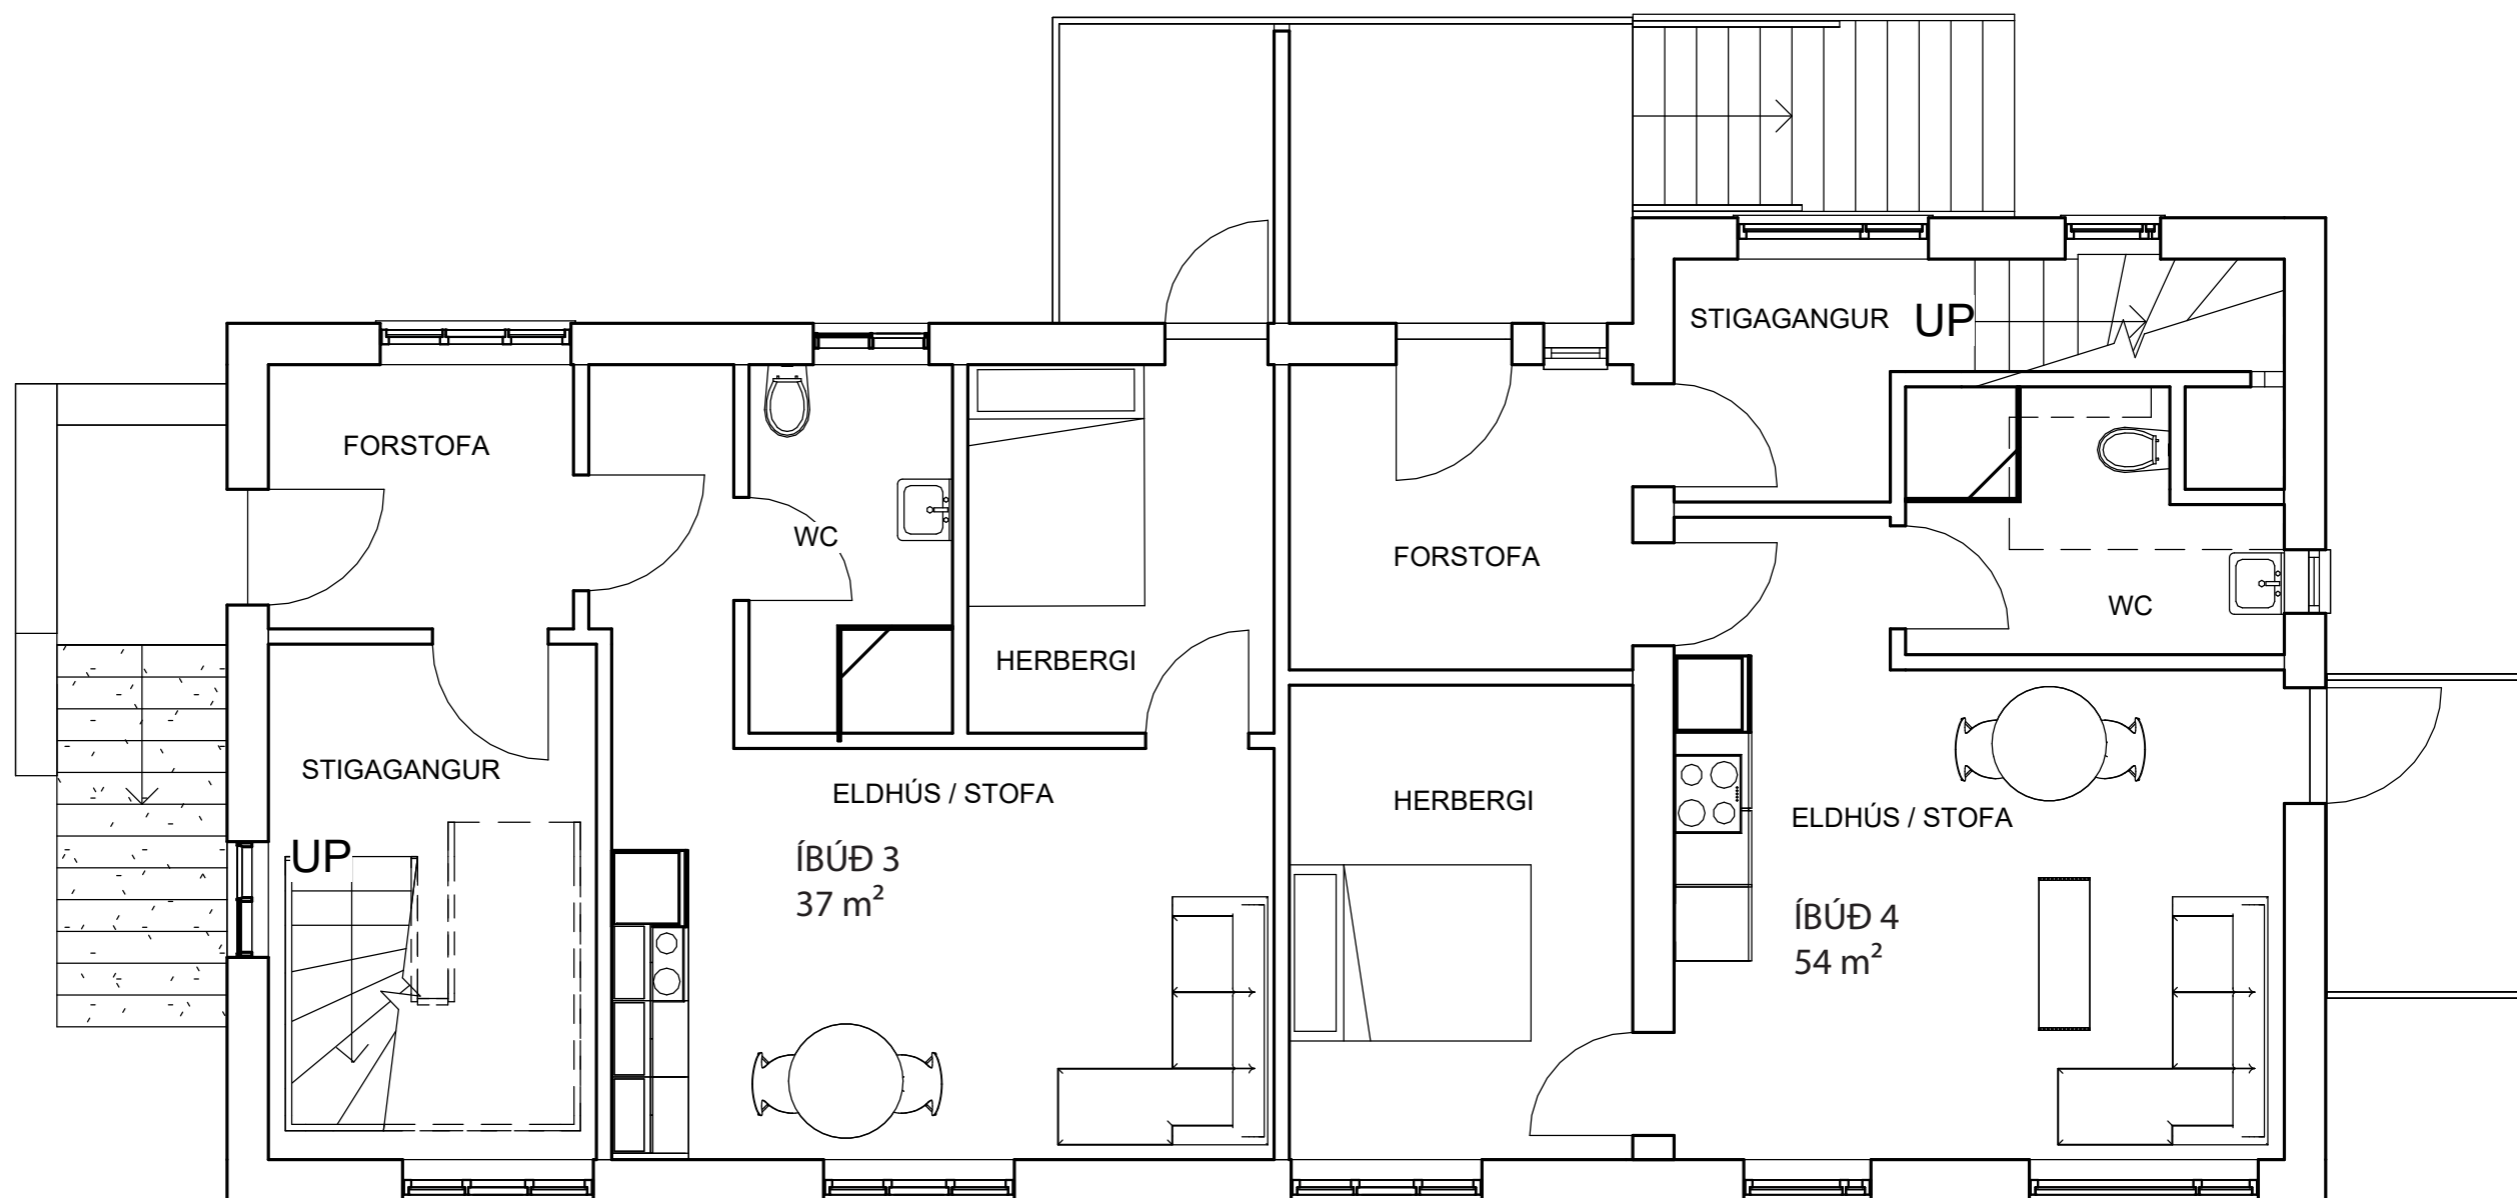 STIGAGANGUR
UP
FORSTOFA
WC
FORSTOFA
WC
HERBERGI
STIGAGANGUR
UP
ELDHÚS / STOFA
ÍBÚÐ 3
37 m²
HERBERGI
ELDHÚS / STOFA
ÍBÚÐ 4
54 m²